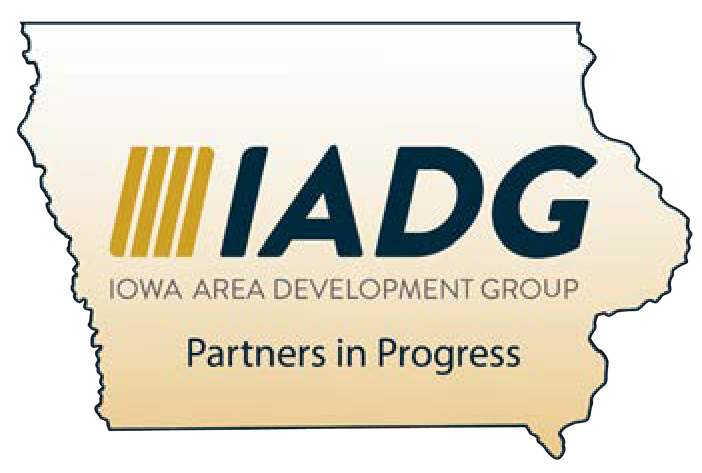 IADG
IOWA AREA DEVELOPMENT GROUP
Partners in Progress